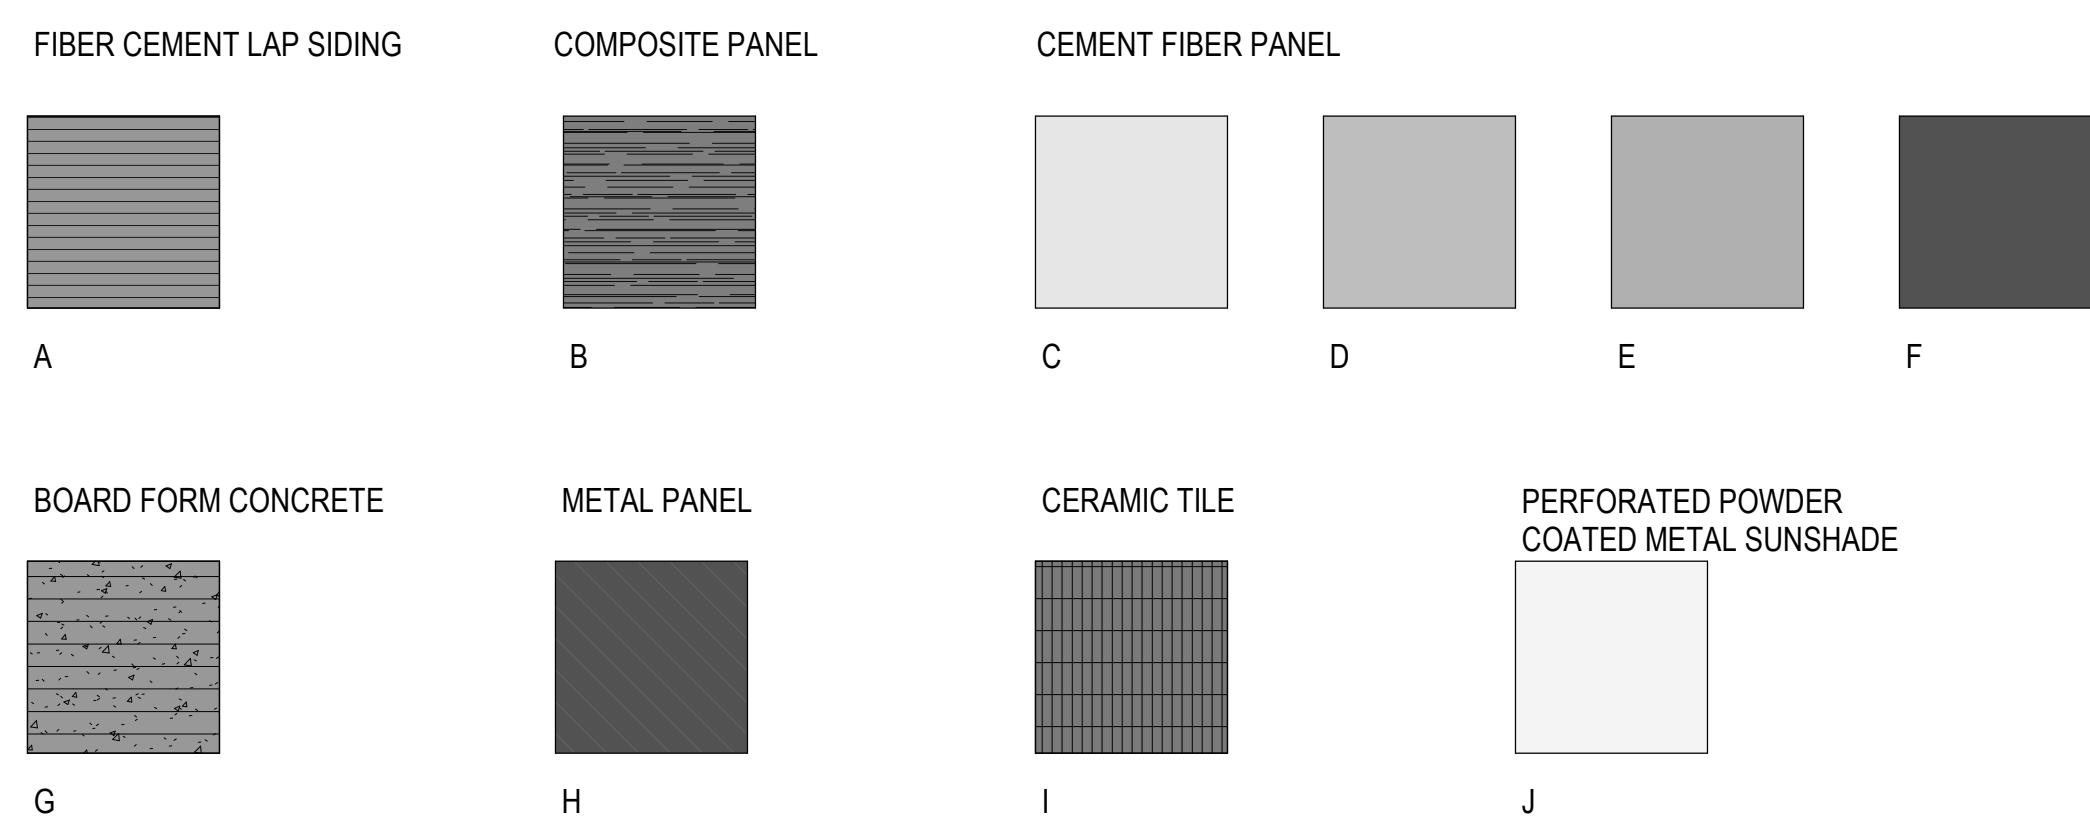 FIBER CEMENT LAP SIDING
COMPOSITE PANEL
CEMENT FIBER PANEL
A
B
C
D
E
F
BOARD FORM CONCRETE
METAL PANEL
CERAMIC TILE
PERFORATED POWDER
COATED METAL SUNSHADE
G
H
I
J